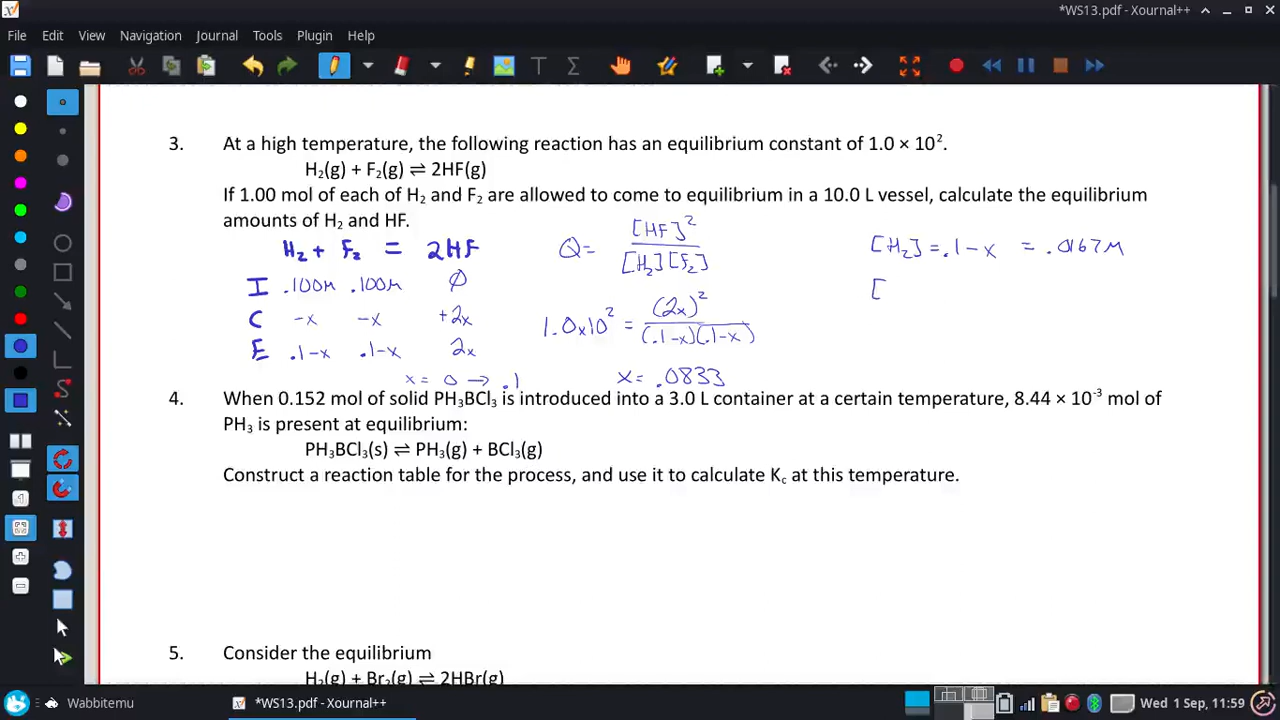 *WS13.pdf - Xournal++
File Edit View Navigation Journal Tools Plugin Help
3. At a high temperature, the following reaction has an equilibrium constant of 1.0 × 10².
H₂(g) + F₂(g) ⇌ 2HF(g)
If 1.00 mol of each of H₂ and F₂ are allowed to come to equilibrium in a 10.0 L vessel, calculate the equilibrium
amounts of H₂ and HF.
H₂ + F₂ = 2HF
I .100M .100M ∅
C -x -x +2x
E .1-x .1-x 2x
x = 0 → .1
Q = [HF]² / [H₂][F₂]
1.0x10² = (2x)² / (.1-x)(.1-x)
x = .0833
[H₂] = .1-x = .0167M
[
4. When 0.152 mol of solid PH₃BCl₃ is introduced into a 3.0 L container at a certain temperature, 8.44 × 10⁻³ mol of
PH₃ is present at equilibrium:
PH₃BCl₃(s) ⇌ PH₃(g) + BCl₃(g)
Construct a reaction table for the process, and use it to calculate K꜀ at this temperature.
5. Consider the equilibrium
H₂(g) + Br₂(g) ⇌ 2HBr(g)
Wabbitemu *WS13.pdf - Xournal++ Wed 1 Sep, 11:59